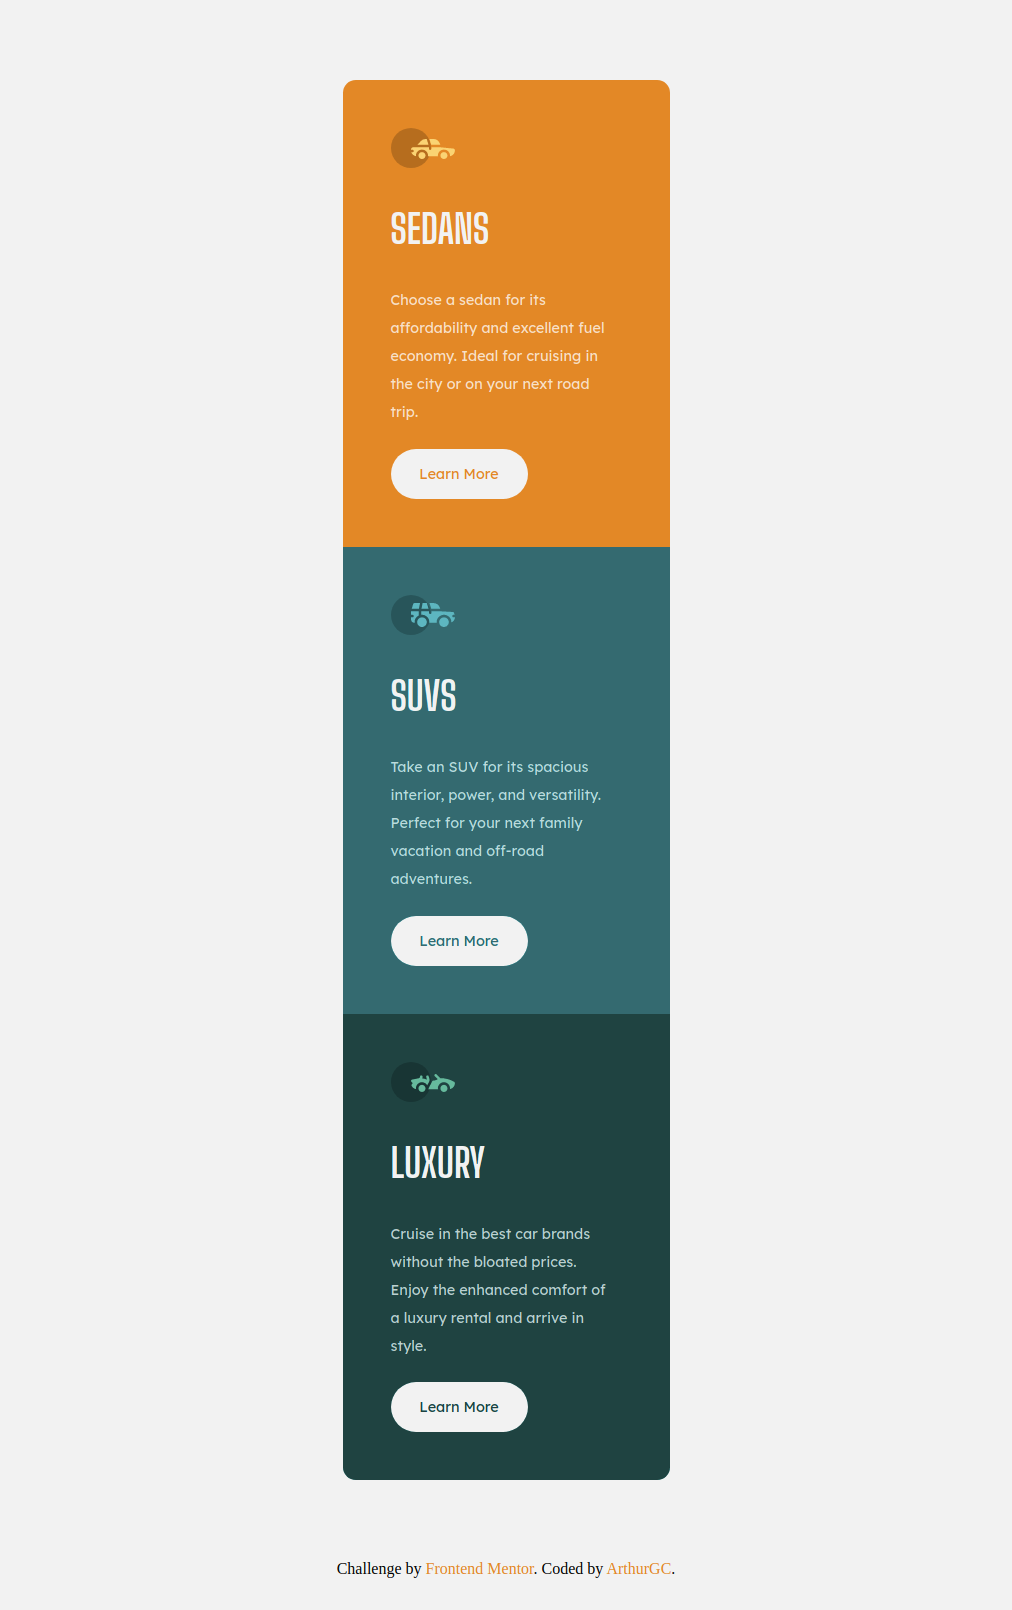 SEDANS
Choose a sedan for its
affordability and excellent fuel
economy. Ideal for cruising in
the city or on your next road
trip.
Learn More
SUVS
Take an SUV for its spacious
interior, power, and versatility.
Perfect for your next family
vacation and off-road
adventures.
Learn More
LUXURY
Cruise in the best car brands
without the bloated prices.
Enjoy the enhanced comfort of
a luxury rental and arrive in
style.
Learn More
Challenge by Frontend Mentor. Coded by ArthurGC.